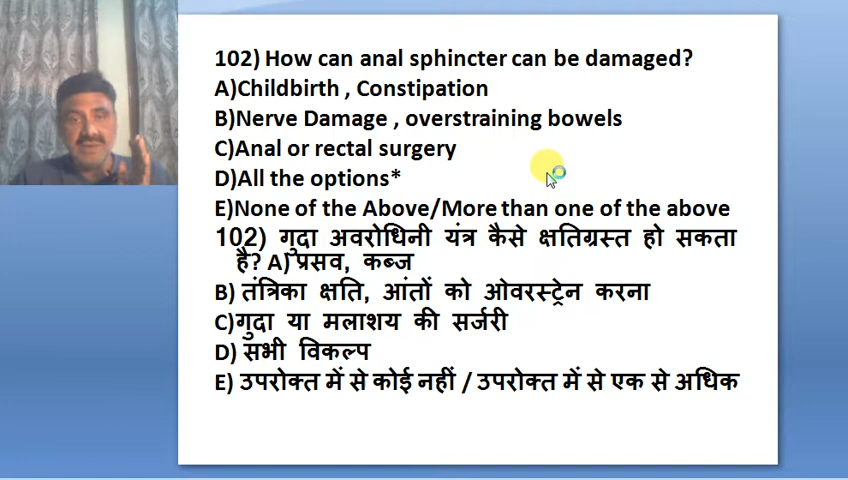 102) How can anal sphincter can be damaged?
A)Childbirth , Constipation
B)Nerve Damage , overstraining bowels
C)Anal or rectal surgery
D)All the options*
E)None of the Above/More than one of the above
102) गुदा अवरोधिनी यंत्र कैसे क्षतिग्रस्त हो सकता
है? A) प्रसव, कब्ज
B) तंत्रिका क्षति, आंतों को ओवरस्ट्रेन करना
C)गुदा या मलाशय की सर्जरी
D) सभी विकल्प
E) उपरोक्त में से कोई नहीं / उपरोक्त में से एक से अधिक